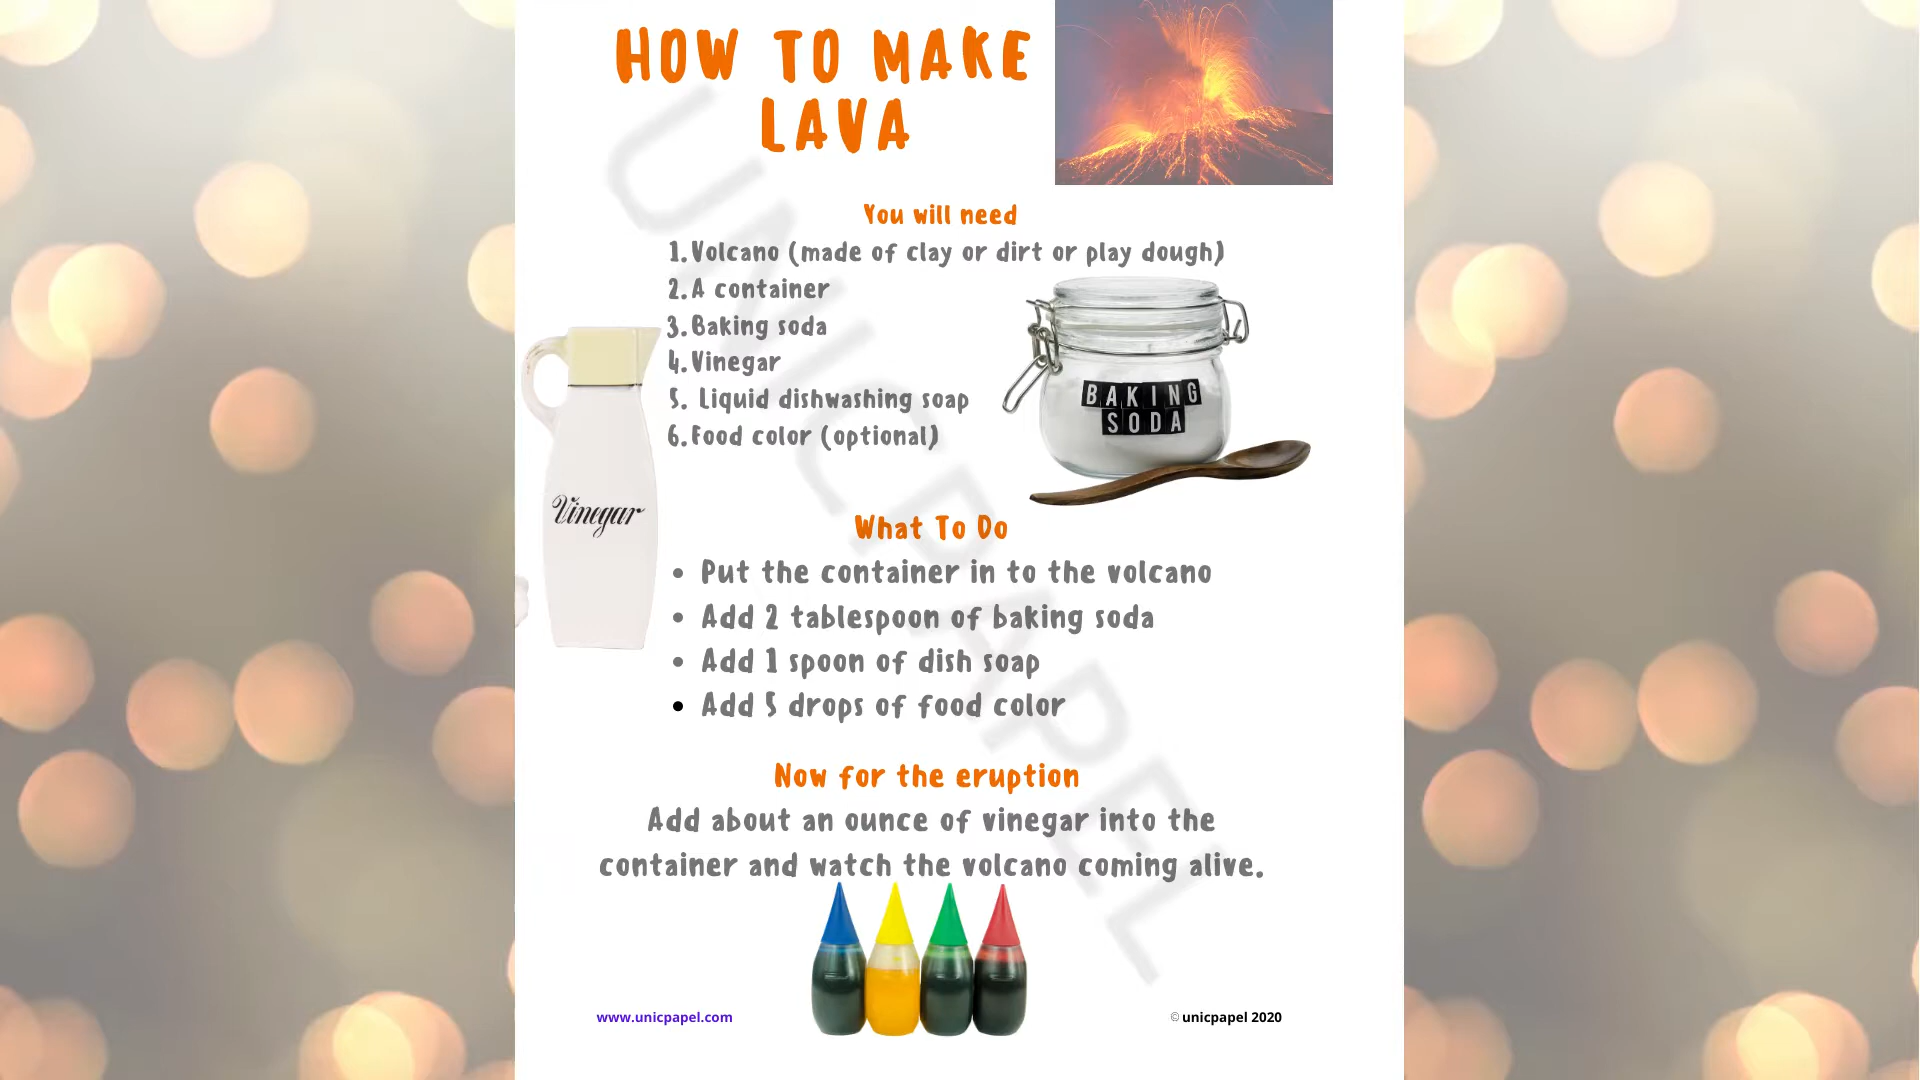 HOW TO MAKE
LAVA
You will need
1. Volcano (made of clay or dirt or play dough)
2. A container
3. Baking soda
4. Vinegar
5. Liquid dishwashing soap
6. Food color (optional)
BAKING
SODA
Vinegar
What To Do
• Put the container in to the volcano
• Add 2 tablespoon of baking soda
• Add 1 spoon of dish soap
• Add 5 drops of food color
Now for the eruption
Add about an ounce of vinegar into the
container and watch the volcano coming alive.
www.unicpapel.com
© unicpapel 2020
UNICPAPEL